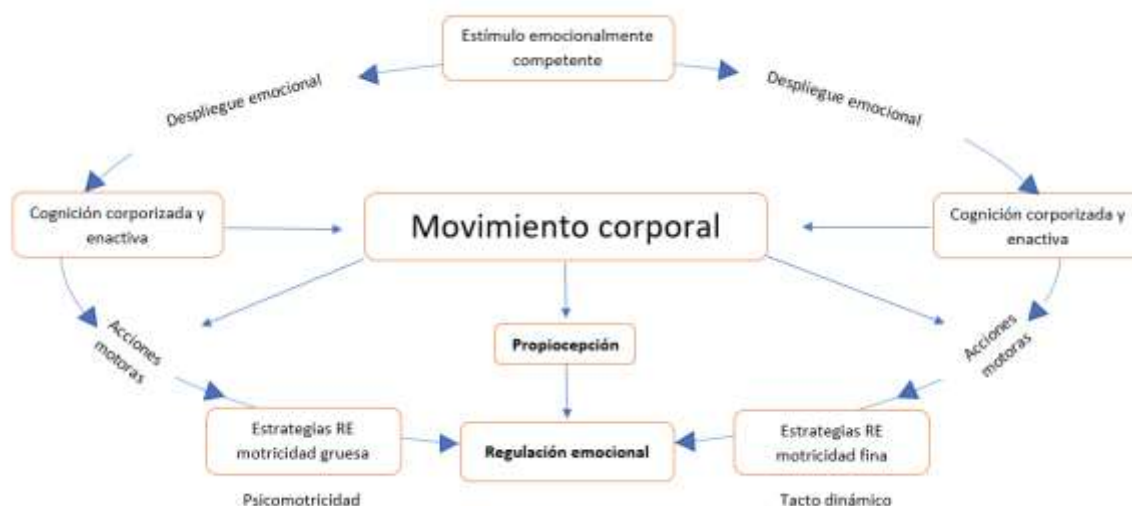 Estímulo emocionalmente
competente
Despliegue emocional
Despliegue emocional
Cognición corporizada y
enactiva
Movimiento corporal
Cognición corporizada y
enactiva
Acciones
motoras
Propiocepción
Acciones
motoras
Estrategias RE
motricidad gruesa
Regulación emocional
Estrategias RE
motricidad fina
Psicomotricidad
Tacto dinámico